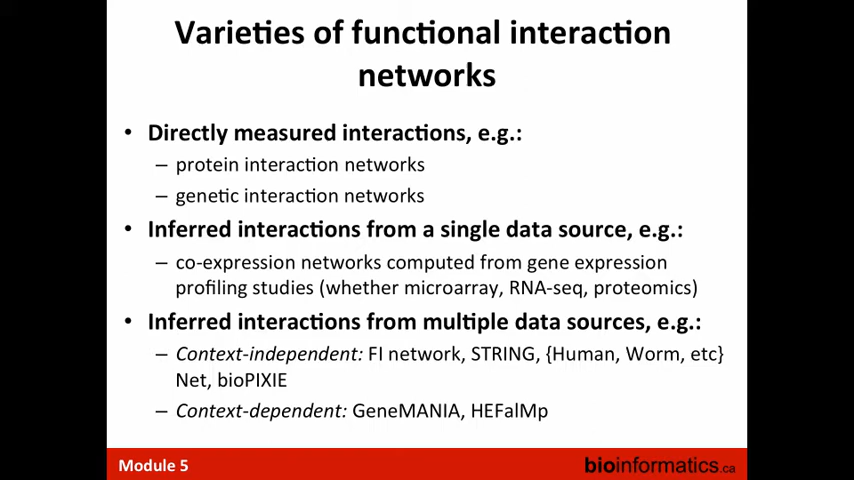 Varieties of functional interaction
networks
• Directly measured interactions, e.g.:
– protein interaction networks
– genetic interaction networks
• Inferred interactions from a single data source, e.g.:
– co-expression networks computed from gene expression
profiling studies (whether microarray, RNA-seq, proteomics)
• Inferred interactions from multiple data sources, e.g.:
– Context-independent: FI network, STRING, {Human, Worm, etc}
Net, bioPIXIE
– Context-dependent: GeneMANIA, HEFalMp
Module 5
bioinformatics.ca